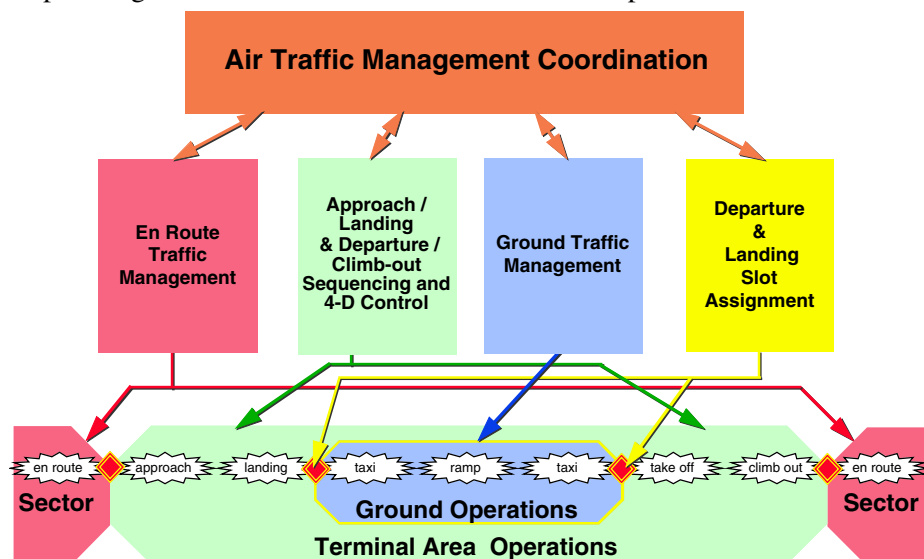 Air Traffic Management Coordination
En Route
Traffic
Management
Approach /
Landing
& Departure /
Climb-out
Sequencing and
4-D Control
Ground Traffic
Management
Departure
&
Landing
Slot
Assignment
en route
approach
landing
taxi
ramp
taxi
take off
climb out
en route
Sector
Ground Operations
Sector
Terminal Area Operations